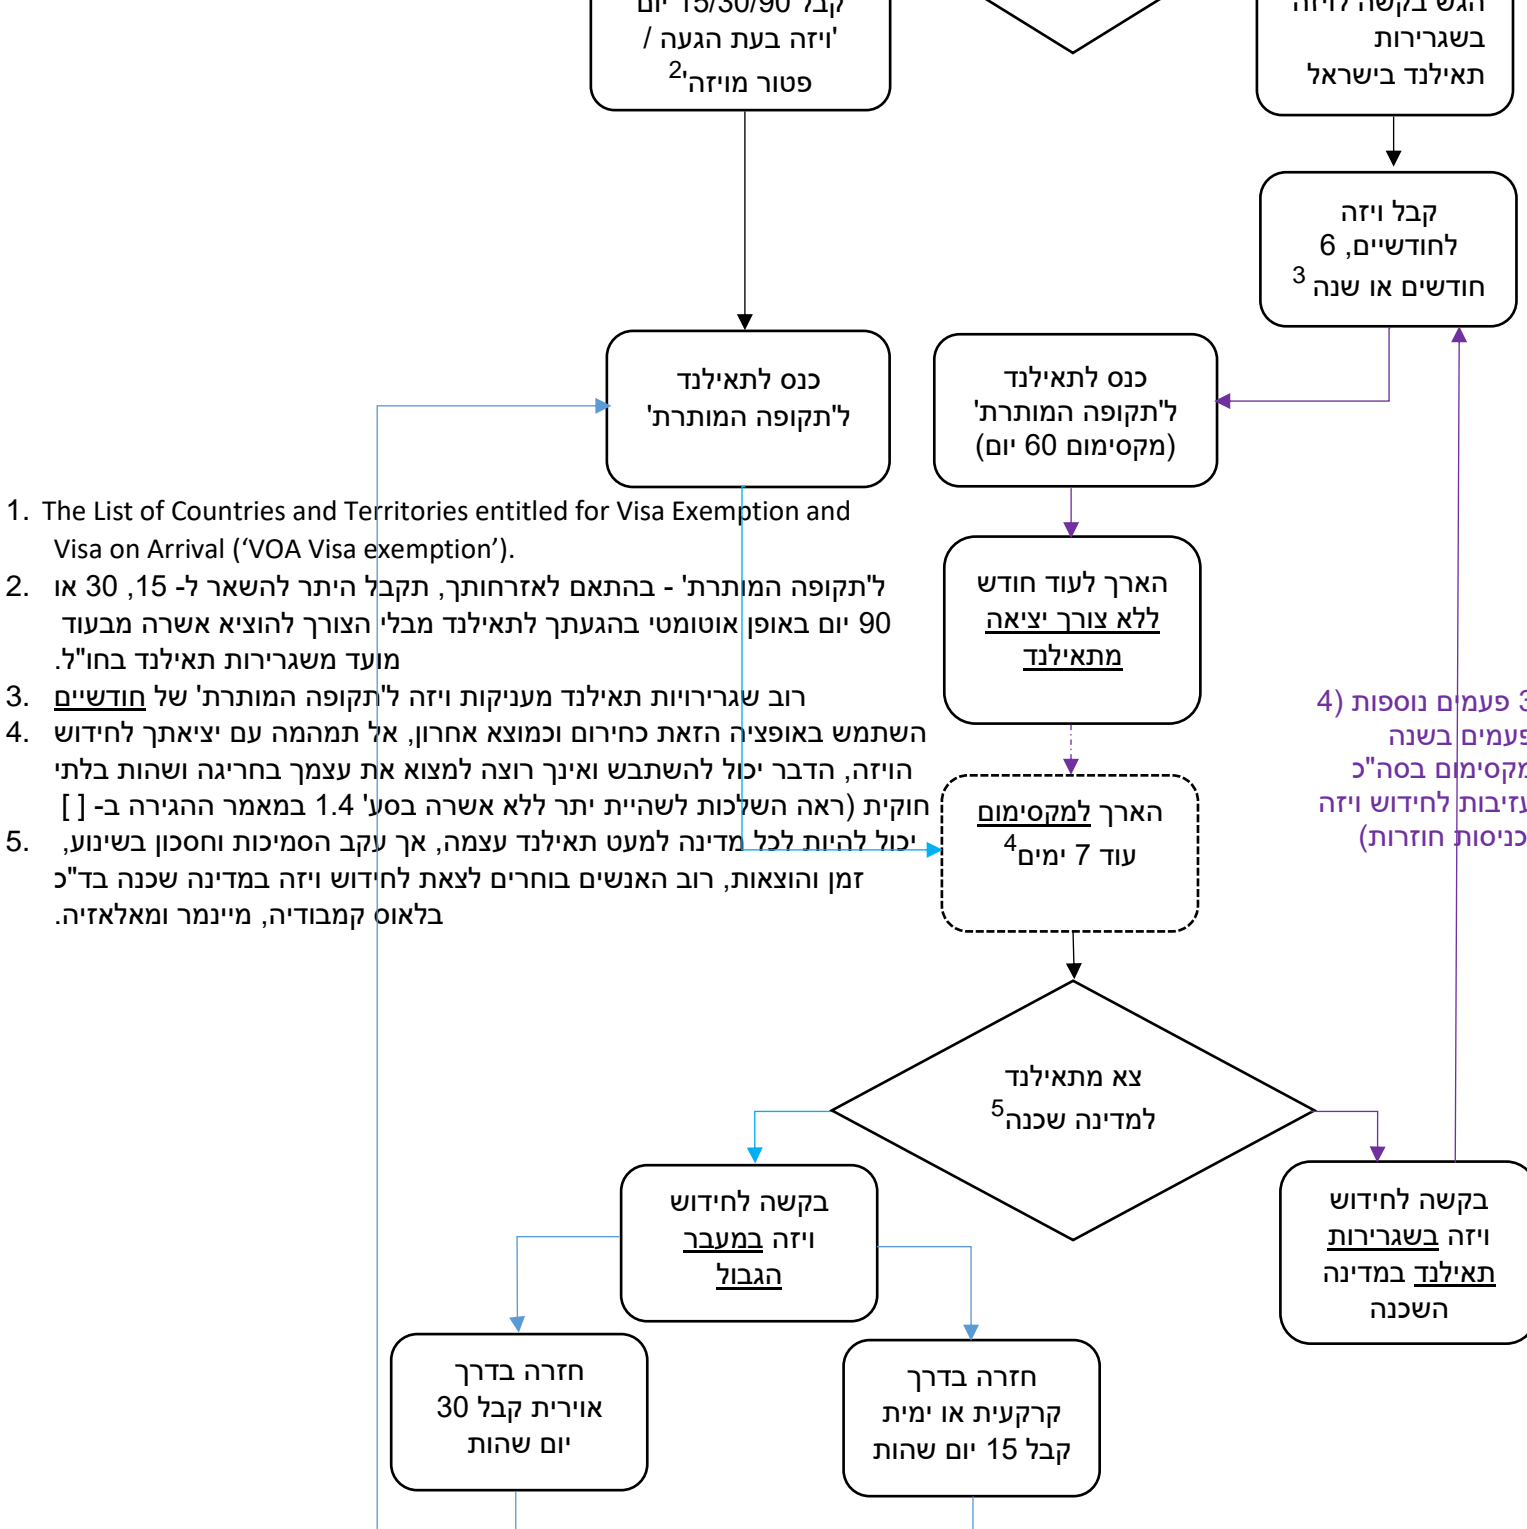 קבל 15/30/90 יום
'ויזה בעת הגעה /
פטור מויזה'2
הגש בקשה לויזה
בשגרירות
תאילנד בישראל
קבל ויזה
לחודשיים, 6
חודשים או שנה 3
כנס לתאילנד
ל'תקופה המותרת'
כנס לתאילנד
ל'תקופה המותרת'
(מקסימום 60 יום)
1. The List of Countries and Territories entitled for Visa Exemption and
Visa on Arrival (‘VOA Visa exemption’).
2. ל'תקופה המותרת' - בהתאם לאזרחותך, תקבל היתר להשאר ל- 15, 30 או
90 יום באופן אוטומטי בהגעתך לתאילנד מבלי הצורך להוציא אשרה מבעוד
מועד משגרירות תאילנד בחו"ל.
3. רוב שגרירויות תאילנד מעניקות ויזה ל'תקופה המותרת' של חודשיים
4. השתמש באופציה הזאת כחירום וכמוצא אחרון, אל תמהמה עם יציאתך לחידוש
הויזה, הדבר יכול להשתבש ואינך רוצה למצוא את עצמך בחריגה ושהות בלתי
חוקית (ראה השלכות לשהיית יתר ללא אשרה בסע' 1.4 במאמר ההגירה ב- [ ]
5. יכול להיות לכל מדינה למעט תאילנד עצמה, אך עקב הסמיכות וחסכון בשינוע,
זמן והוצאות, רוב האנשים בוחרים לצאת לחידוש ויזה במדינה שכנה בד"כ
בלאוס קמבודיה, מיינמר ומאלאזיה.
הארך לעוד חודש
ללא צורך יציאה
מתאילנד
3 פעמים נוספות (4
פעמים בשנה
מקסימום בסה"כ
עזיבות לחידוש ויזה
כניסות חוזרות)
הארך למקסימום
עוד 7 ימים4
צא מתאילנד
למדינה שכנה5
בקשה לחידוש
ויזה במעבר
הגבול
בקשה לחידוש
ויזה בשגרירות
תאילנד במדינה
השכנה
חזרה בדרך
אוירית קבל 30
יום שהות
חזרה בדרך
קרקעית או ימית
קבל 15 יום שהות